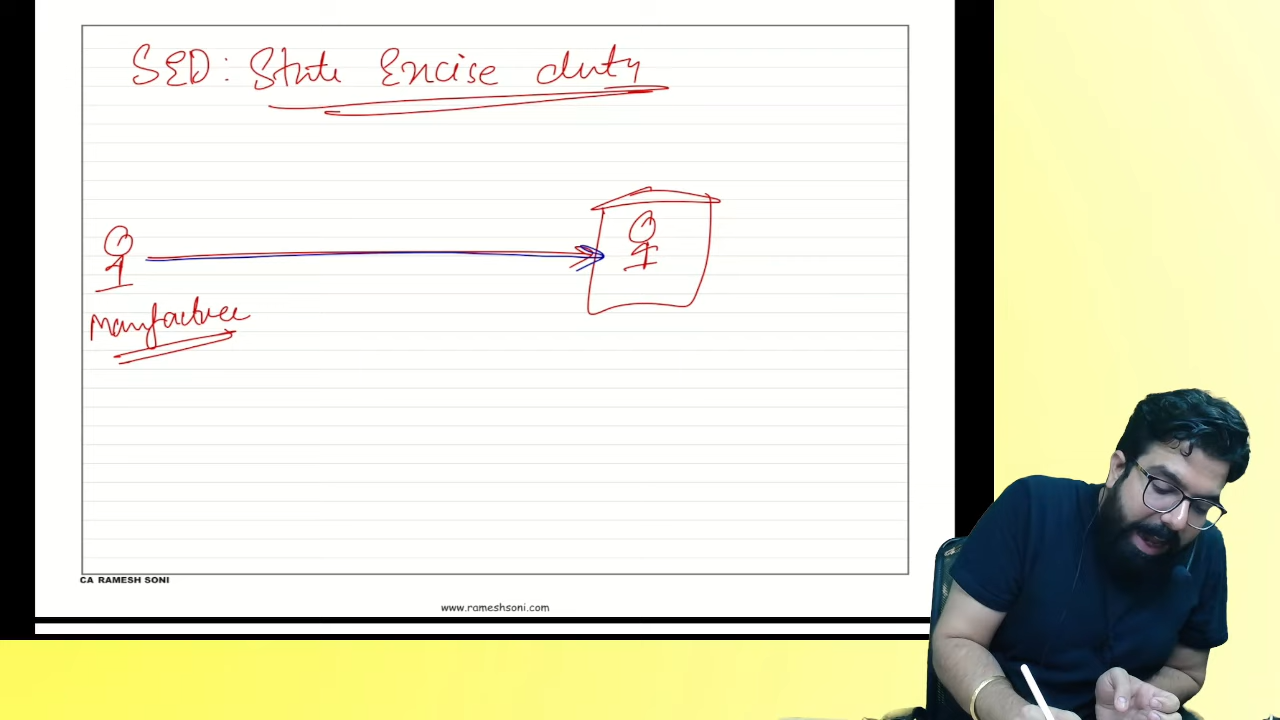 SED: State Excise duty
Manufacturer
CA RAMESH SONI
www.rameshsoni.com